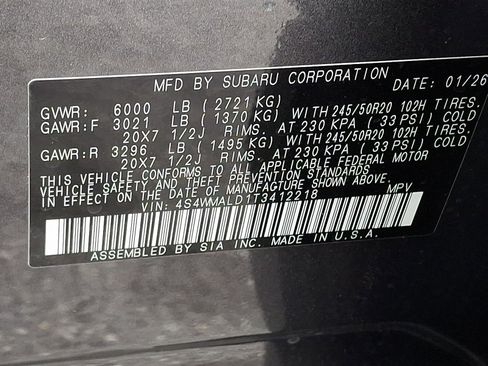 MFD BY SUBARU CORPORATION DATE: 01/26
GVWR: 6000 LB (2721 KG)
GAWR:F 3021 LB (1370 KG) WITH 245/50R20 102H TIRES.
20X7 1/2J RIMS. AT 230 KPA (33 PSI) COLD
GAWR:R 3296 LB (1495 KG) WITH 245/50R20 102H TIRES.
20X7 1/2J RIMS. AT 230 KPA (33 PSI) COLD
THIS VEHICLE CONFORMS TO ALL APPLICABLE FEDERAL MOTOR
VEHICLE SAFETY AND THEFT PREVENTION STANDARDS
IN EFFECT ON THE DATE OF MANUFACTURE SHOWN ABOVE.
VIN: 4S4WMALD1T3412218 MPV
ASSEMBLED BY SIA INC. MADE IN U.S.A.